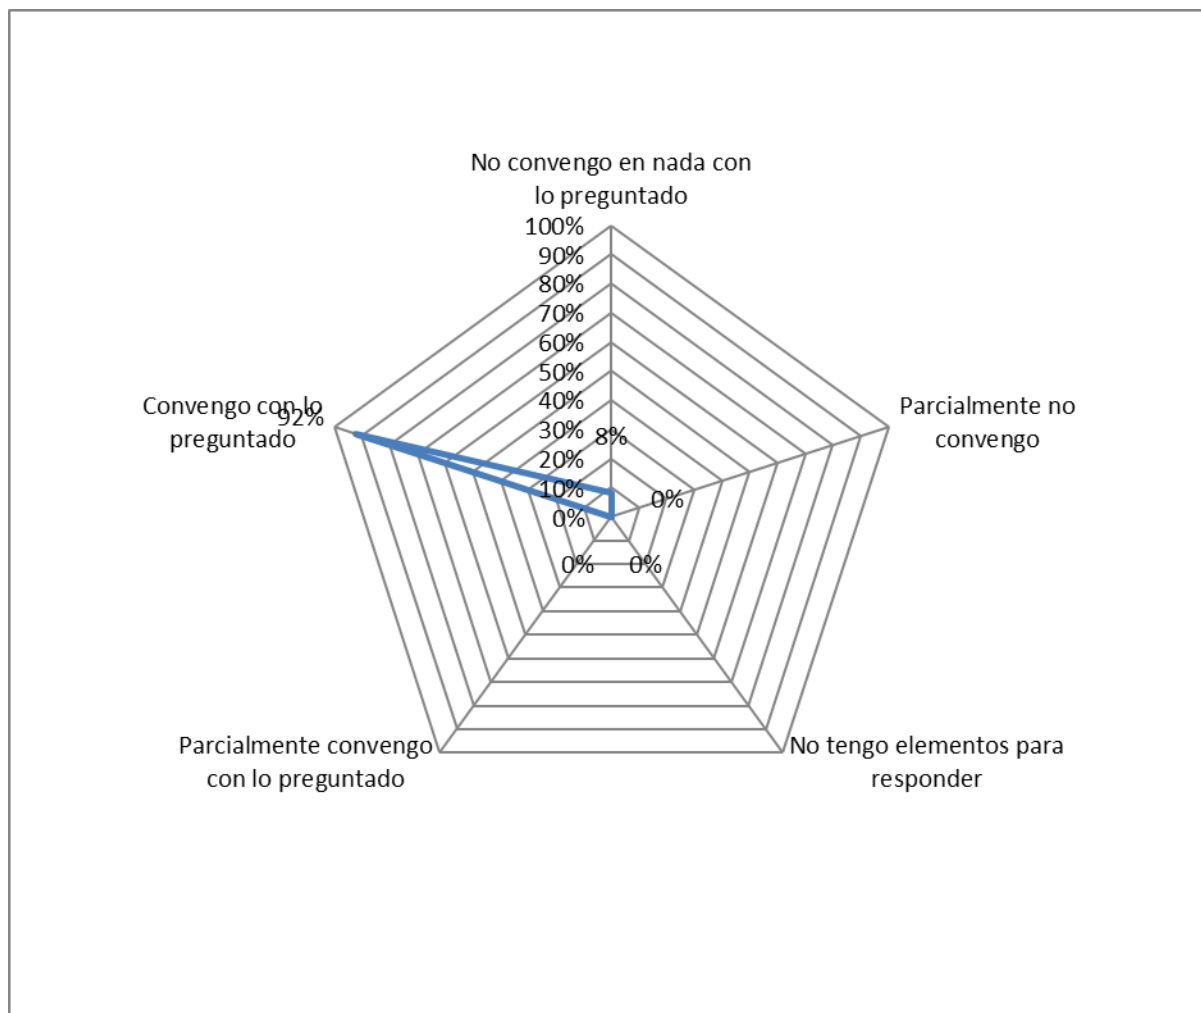 No convengo en nada con
lo preguntado
100%
90%
80%
70%
60%
50%
40%
30%
20%
10%
0%
8%
Parcialmente no
convengo
0%
No tengo elementos para
responder
0%
Parcialmente convengo
con lo preguntado
0%
Convengo con lo
preguntado
92%